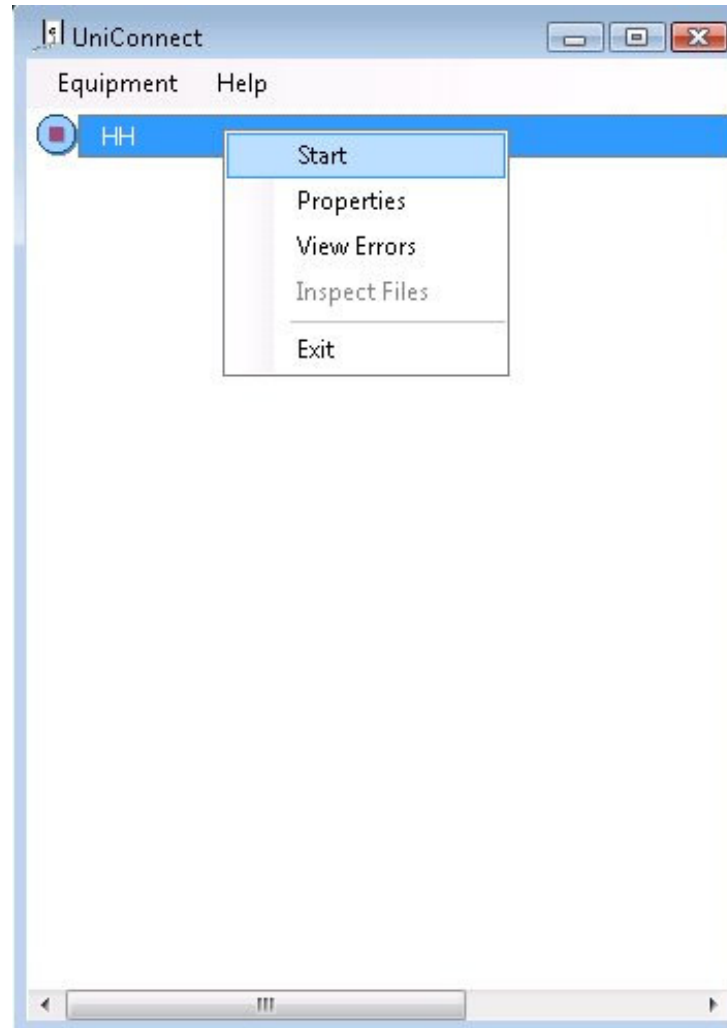 UniConnect
Equipment Help
HH
Start
Properties
View Errors
Inspect Files
Exit